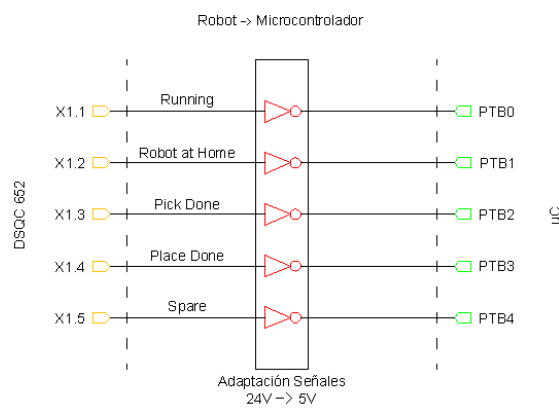 Robot -> Microcontrolador
X1.1 Running PTB0
X1.2 Robot at Home PTB1
X1.3 Pick Done PTB2
X1.4 Place Done PTB3
X1.5 Spare PTB4
DSQC 652
uC
Adaptación Señales
24V -> 5V